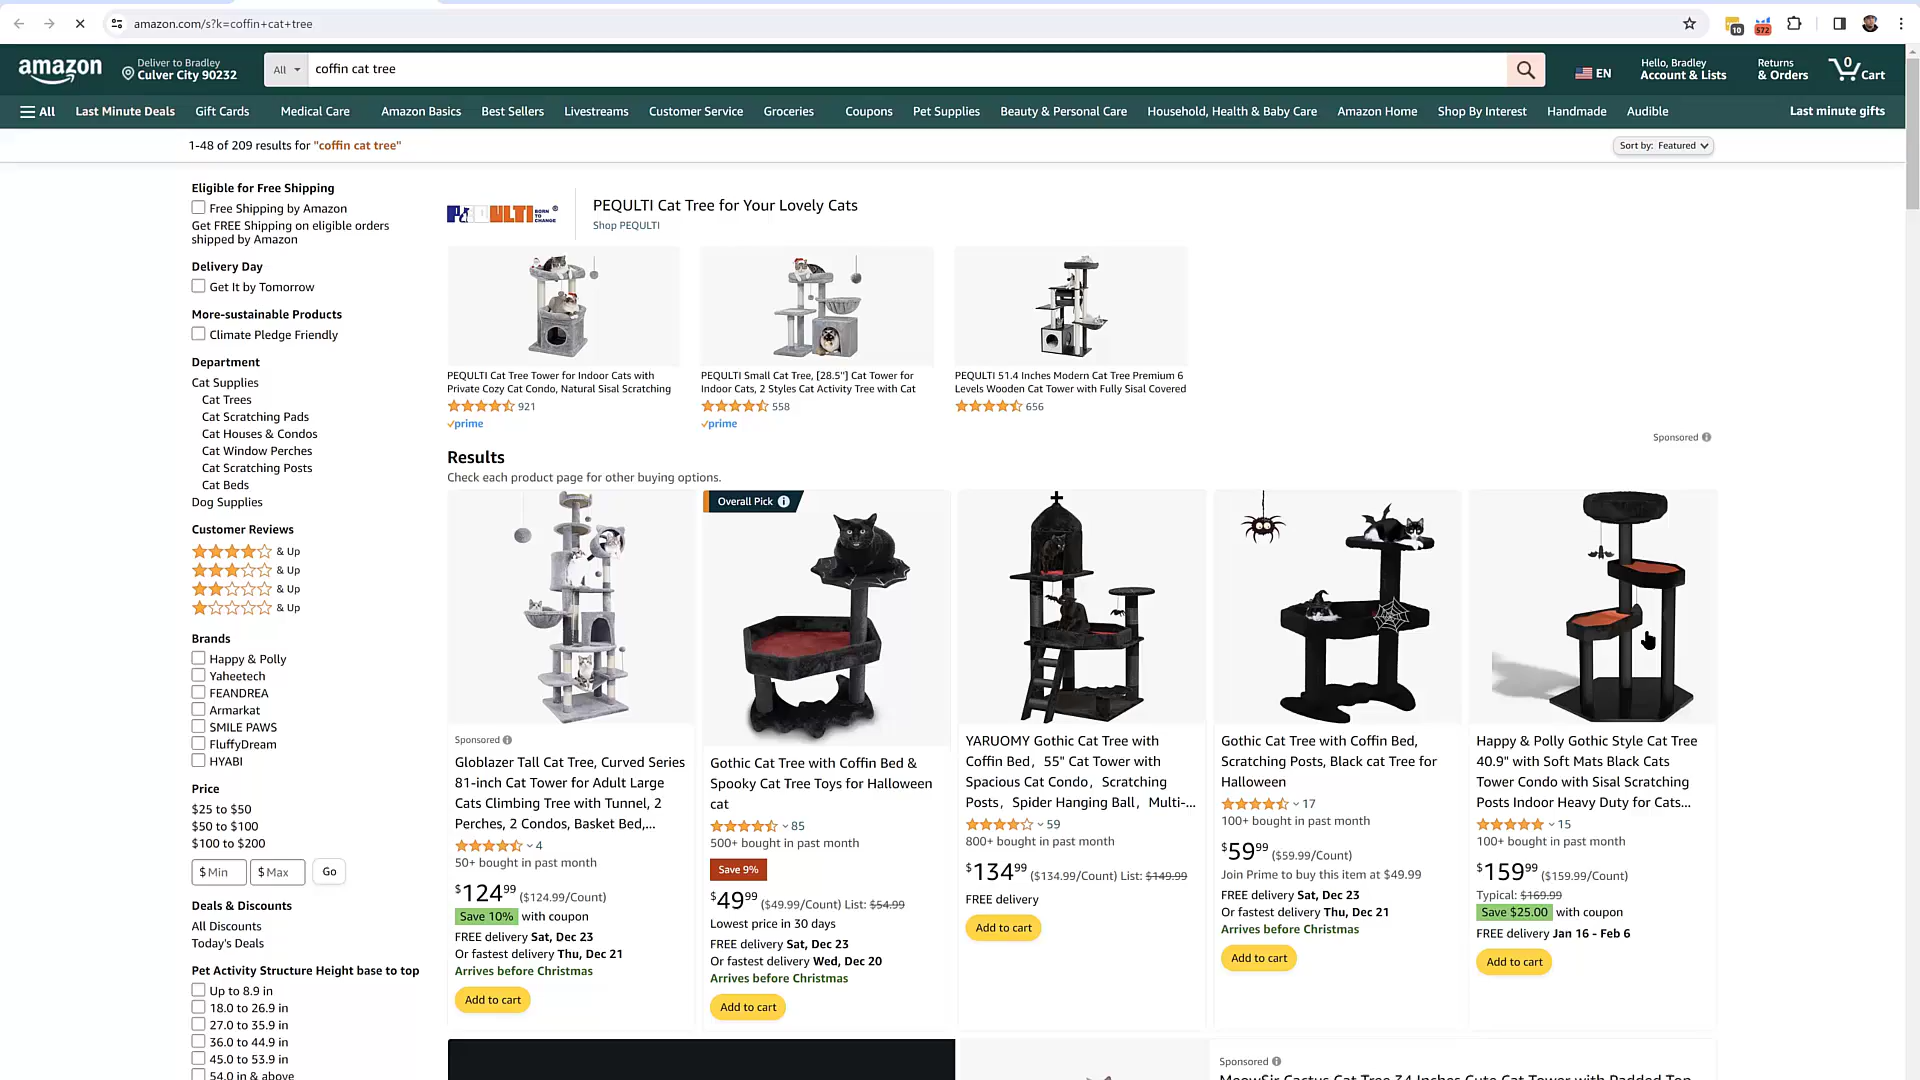 amazon.com/s?k=coffin+cat+tree
10
572
amazon
Deliver to Bradley
Culver City 90232
All
coffin cat tree
EN
Hello, Bradley
Account & Lists
Returns
& Orders
0
Cart
All
Last Minute Deals
Gift Cards
Medical Care
Amazon Basics
Best Sellers
Livestreams
Customer Service
Groceries
Coupons
Pet Supplies
Beauty & Personal Care
Household, Health & Baby Care
Amazon Home
Shop By Interest
Handmade
Audible
Last minute gifts
1-48 of 209 results for "coffin cat tree"
Sort by: Featured
Eligible for Free Shipping
Free Shipping by Amazon
Get FREE Shipping on eligible orders
shipped by Amazon
Delivery Day
Get It by Tomorrow
More-sustainable Products
Climate Pledge Friendly
Department
Cat Supplies
Cat Trees
Cat Scratching Pads
Cat Houses & Condos
Cat Window Perches
Cat Scratching Posts
Cat Beds
Dog Supplies
Customer Reviews
& Up
& Up
& Up
& Up
Brands
Happy & Polly
Yaheetech
FEANDREA
Armarkat
SMILE PAWS
FluffyDream
HYABI
Price
$25 to $50
$50 to $100
$100 to $200
$ Min
$ Max
Go
Deals & Discounts
All Discounts
Today's Deals
Pet Activity Structure Height base to top
Up to 8.9 in
18.0 to 26.9 in
27.0 to 35.9 in
36.0 to 44.9 in
45.0 to 53.9 in
54.0 in & above
PEQULTI BORN TO CHANGE
PEQULTI Cat Tree for Your Lovely Cats
Shop PEQULTI
PEQULTI Cat Tree Tower for Indoor Cats with
Private Cozy Cat Condo, Natural Sisal Scratching
921
prime
PEQULTI Small Cat Tree, [28.5"] Cat Tower for
Indoor Cats, 2 Styles Cat Activity Tree with Cat
558
prime
PEQULTI 51.4 Inches Modern Cat Tree Premium 6
Levels Wooden Cat Tower with Fully Sisal Covered
656
Sponsored
Results
Check each product page for other buying options.
Sponsored
Globlazer Tall Cat Tree, Curved Series
81-inch Cat Tower for Adult Large
Cats Climbing Tree with Tunnel, 2
Perches, 2 Condos, Basket Bed,...
4
50+ bought in past month
$124.99 ($124.99/Count)
Save 10% with coupon
FREE delivery Sat, Dec 23
Or fastest delivery Thu, Dec 21
Arrives before Christmas
Add to cart
Overall Pick
Gothic Cat Tree with Coffin Bed &
Spooky Cat Tree Toys for Halloween
cat
85
500+ bought in past month
Save 9%
$49.99 ($49.99/Count) List: $54.99
Lowest price in 30 days
FREE delivery Sat, Dec 23
Or fastest delivery Wed, Dec 20
Arrives before Christmas
Add to cart
YARUOMY Gothic Cat Tree with
Coffin Bed，55" Cat Tower with
Spacious Cat Condo，Scratching
Posts，Spider Hanging Ball，Multi-...
59
800+ bought in past month
$134.99 ($134.99/Count) List: $149.99
FREE delivery
Add to cart
Gothic Cat Tree with Coffin Bed,
Scratching Posts, Black cat Tree for
Halloween
17
100+ bought in past month
$59.99 ($59.99/Count)
Join Prime to buy this item at $49.99
FREE delivery Sat, Dec 23
Or fastest delivery Thu, Dec 21
Arrives before Christmas
Add to cart
Happy & Polly Gothic Style Cat Tree
40.9" with Soft Mats Black Cats
Tower Condo with Sisal Scratching
Posts Indoor Heavy Duty for Cats...
15
100+ bought in past month
$159.99 ($159.99/Count)
Typical: $169.99
Save $25.00 with coupon
FREE delivery Jan 16 - Feb 6
Add to cart
Sponsored
MeowSir Cactus Cat Tree 34 Inches Cute Cat Tower with Padded Top